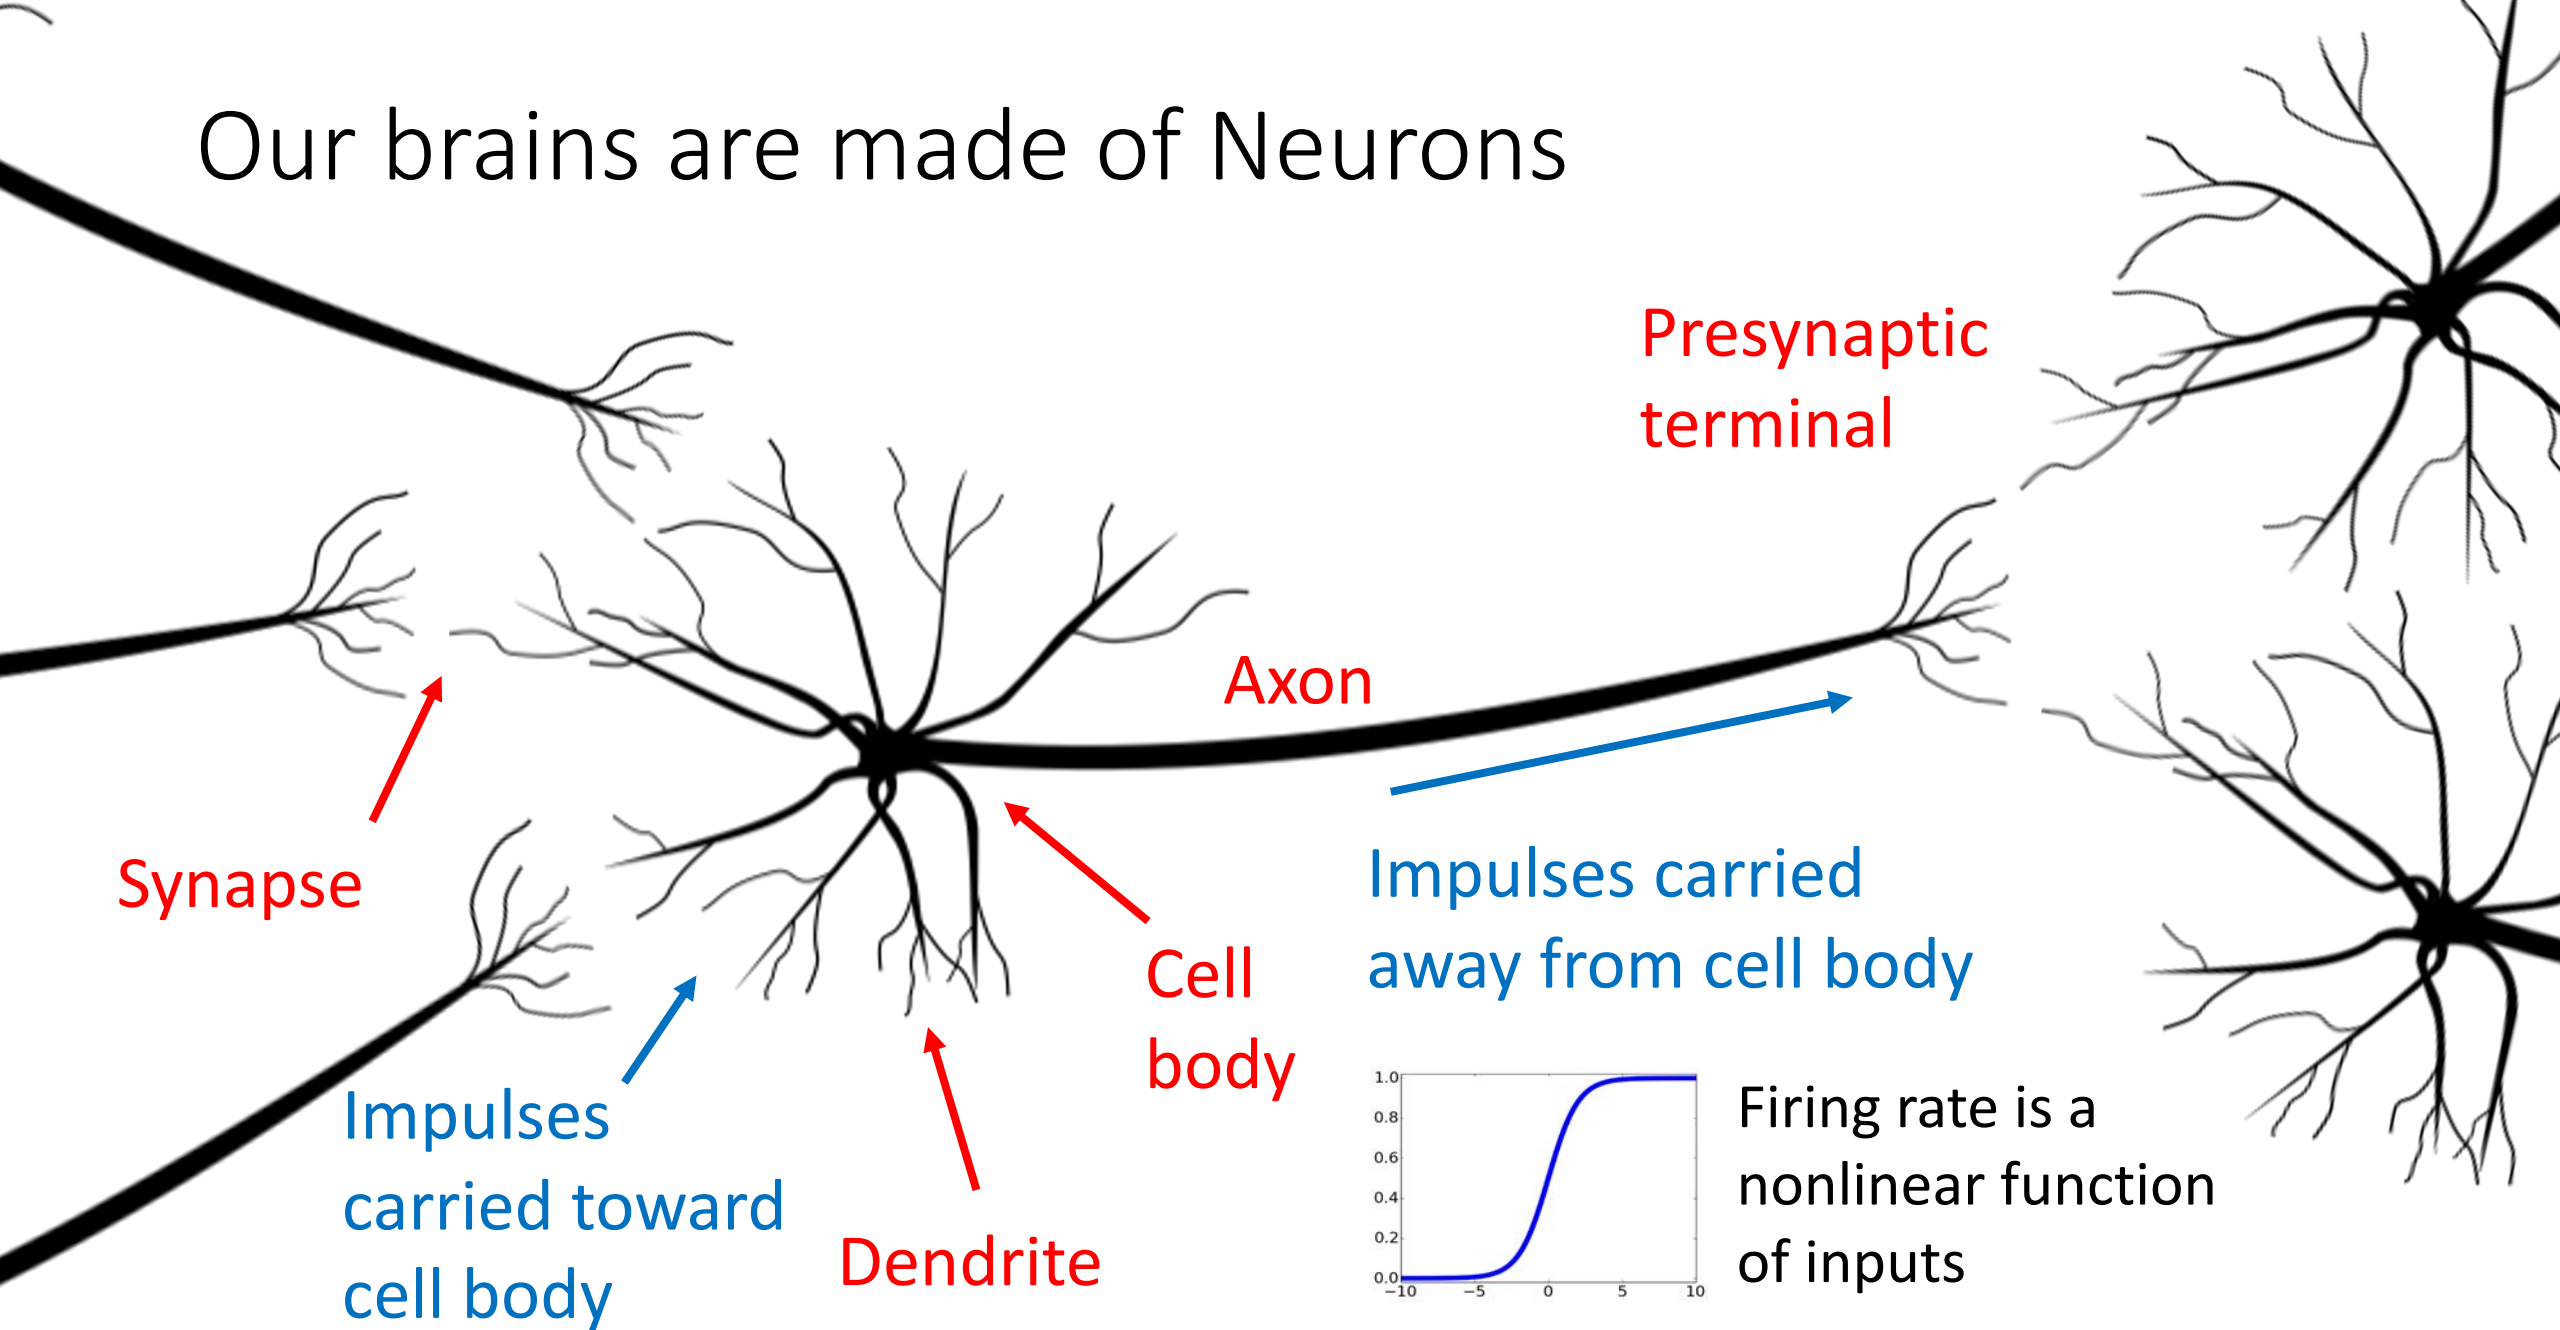 Our brains are made of Neurons
Presynaptic
terminal
Axon
Synapse
Impulses carried
away from cell body
Cell
body
Impulses
carried toward
cell body
Dendrite
1.0
0.8
0.6
0.4
0.2
0.0
−10 −5 0 5 10
Firing rate is a
nonlinear function
of inputs